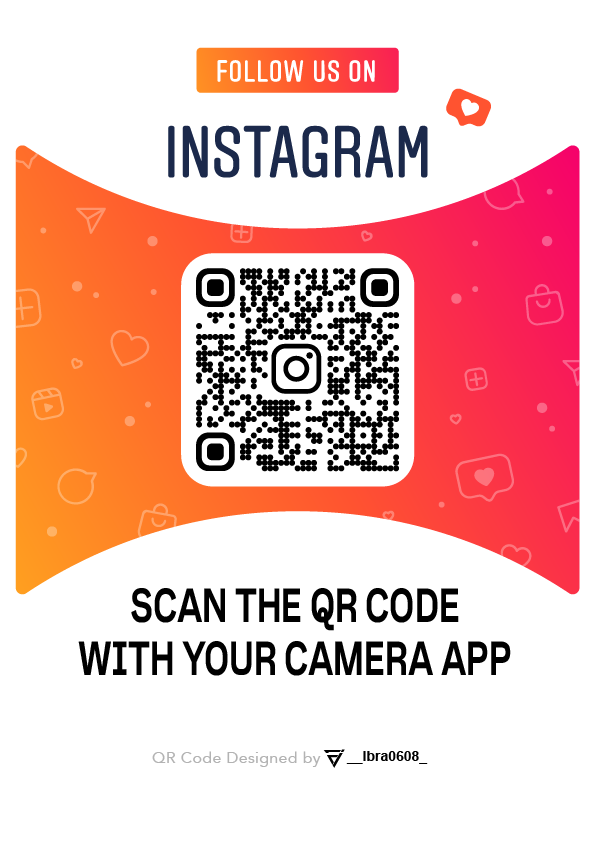 FOLLOW US ON
INSTAGRAM
SCAN THE QR CODE
WITH YOUR CAMERA APP
QR Code Designed by __Ibra0608_